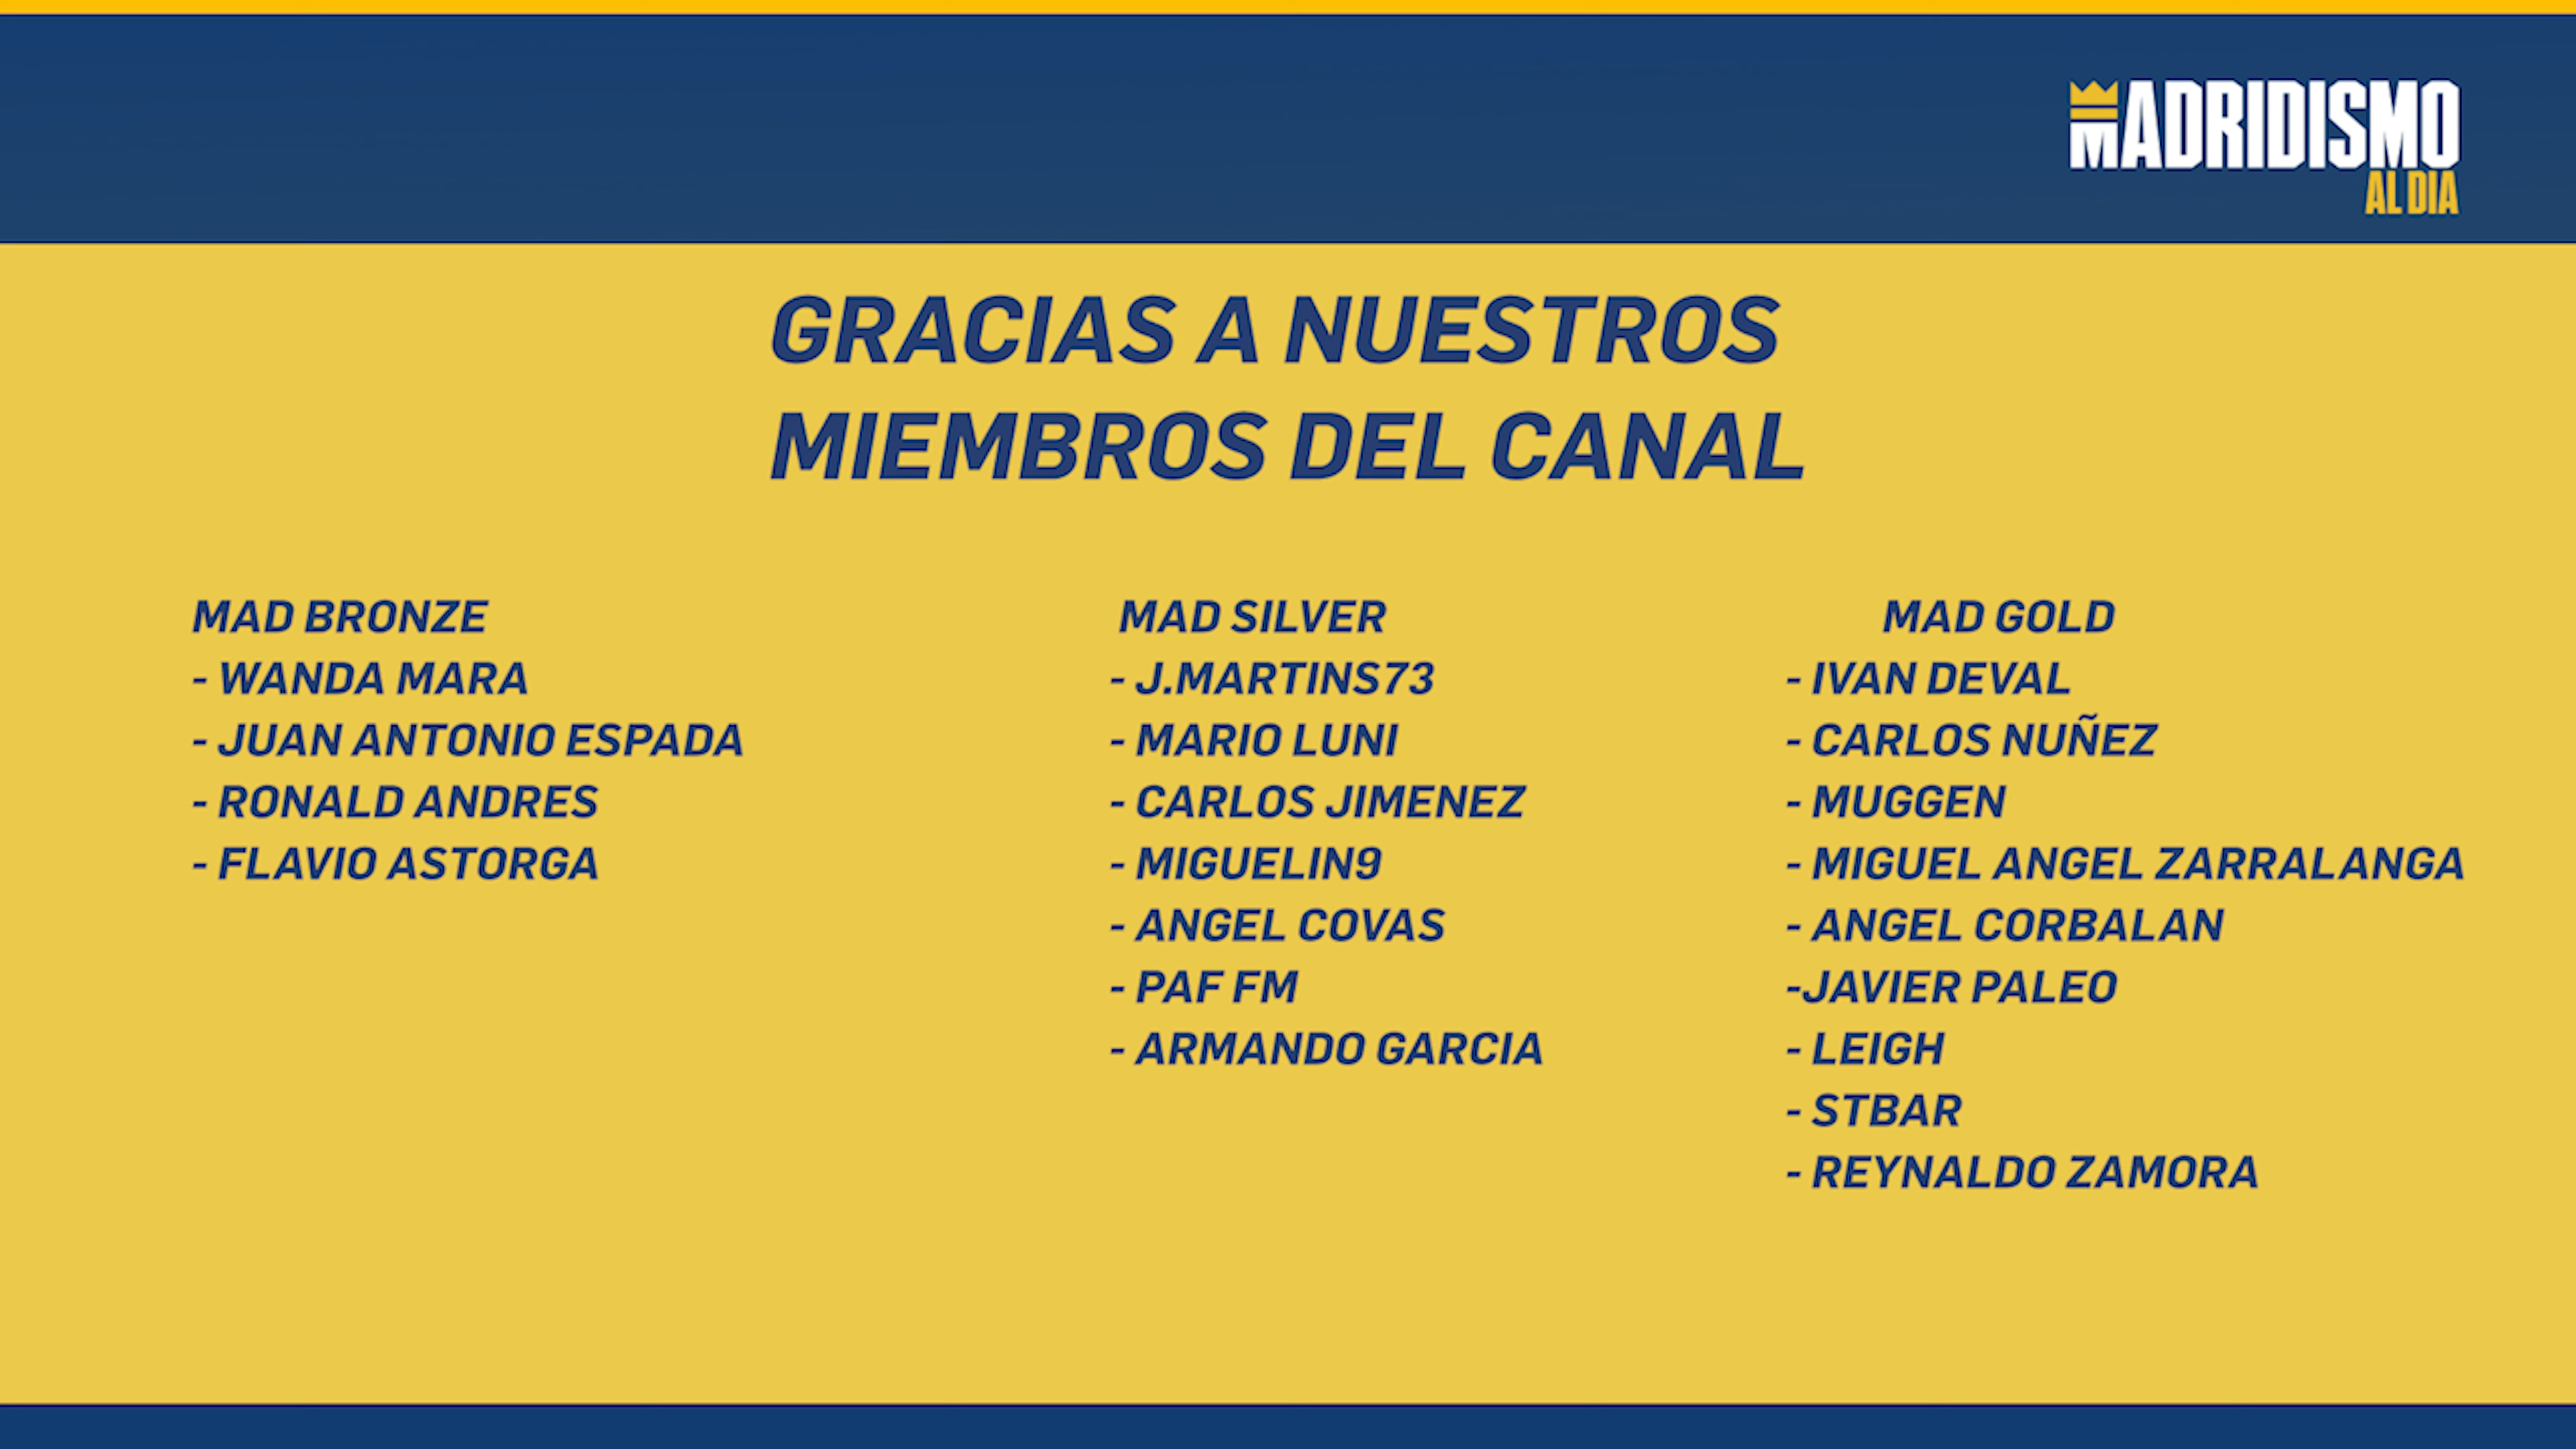 MADRIDISMO
AL DIA
GRACIAS A NUESTROS
MIEMBROS DEL CANAL
MAD BRONZE
- WANDA MARA
- JUAN ANTONIO ESPADA
- RONALD ANDRES
- FLAVIO ASTORGA
MAD SILVER
- J.MARTINS73
- MARIO LUNI
- CARLOS JIMENEZ
- MIGUELIN9
- ANGEL COVAS
- PAF FM
- ARMANDO GARCIA
MAD GOLD
- IVAN DEVAL
- CARLOS NUÑEZ
- MUGGEN
- MIGUEL ANGEL ZARRALANGA
- ANGEL CORBALAN
-JAVIER PALEO
- LEIGH
- STBAR
- REYNALDO ZAMORA